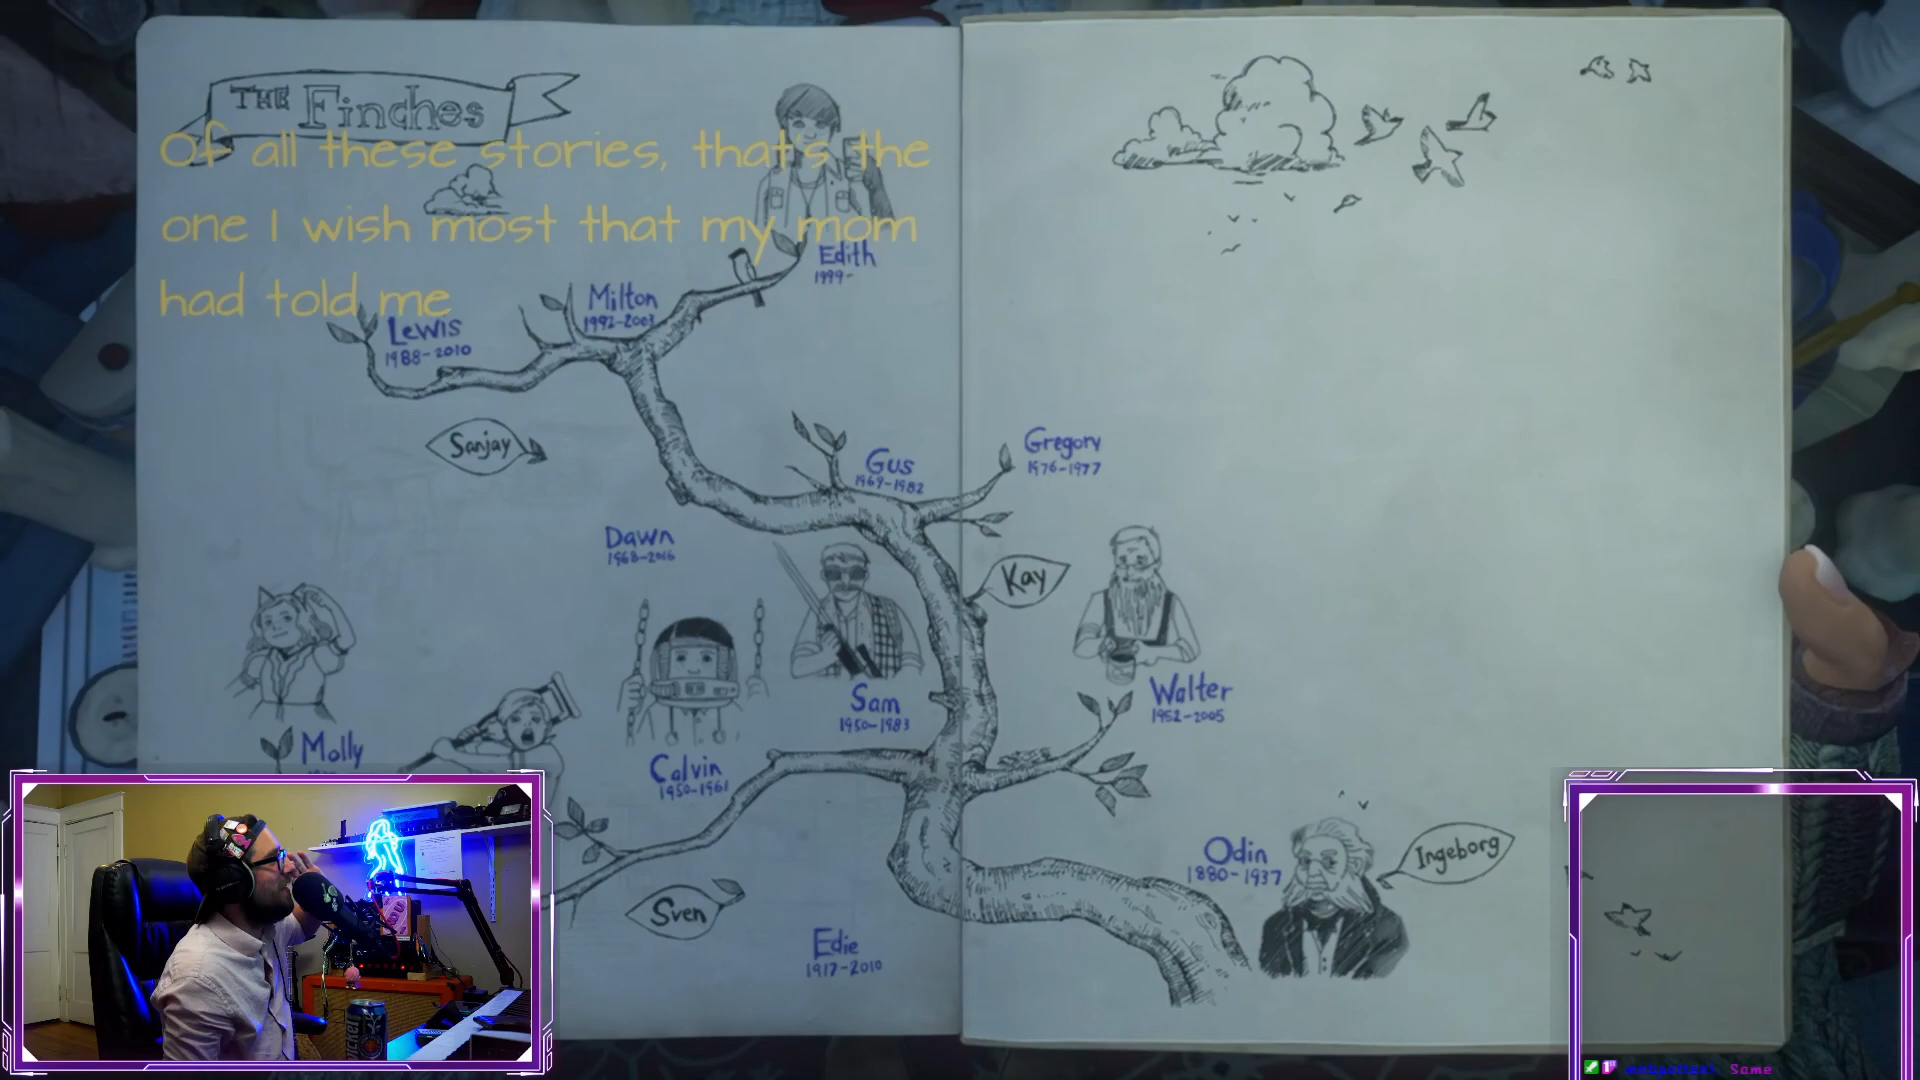 THE Finches
Of all these stories, that's the
one I wish most that my mom
had told me
Edith
1999-
Milton
1992-2003
Lewis
1988-2010
Sanjay
Gus
1969-1982
Gregory
1976-1977
Dawn
1968-2016
Kay
Sam
1950-1983
Walter
1952-2005
Molly
Calvin
1950-1961
Odin
1880-1937
Ingeborg
Sven
Edie
1917-2010
Same